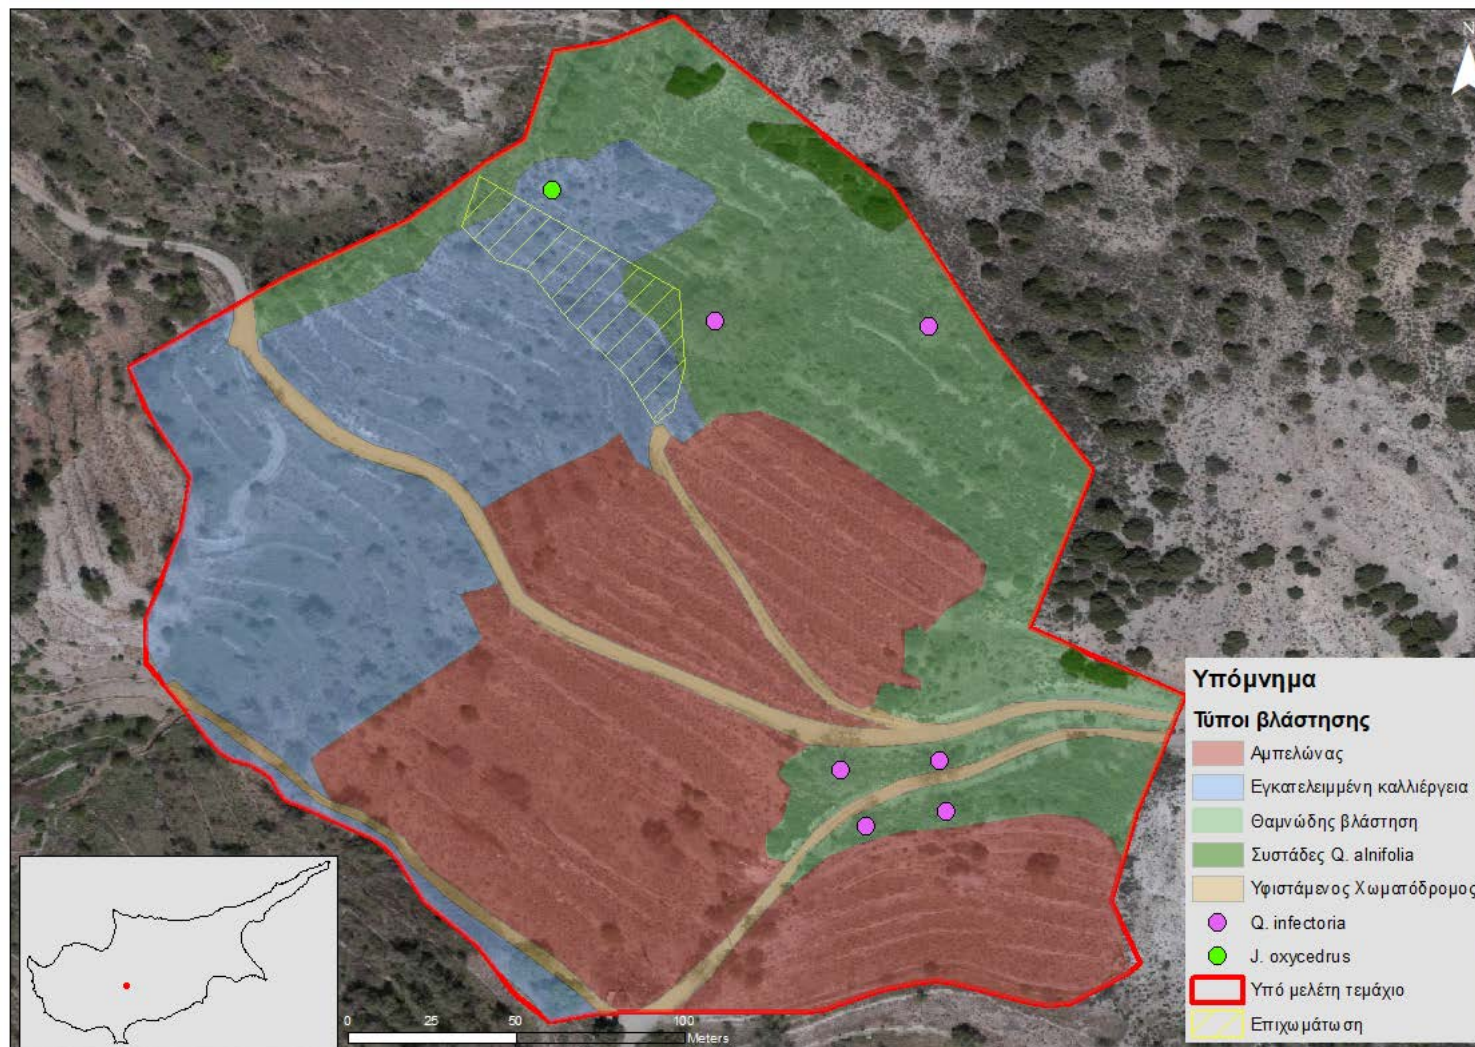 N
Υπόμνημα
Τύποι βλάστησης
Αμπελώνας
Εγκατελειμμένη καλλιέργεια
Θαμνώδης βλάστηση
Συστάδες Q. alnifolia
Υφιστάμενος Χωματόδρομος
Q. infectoria
J. oxycedrus
Υπό μελέτη τεμάχιο
Επιχωμάτωση
0 25 50 100
Meters